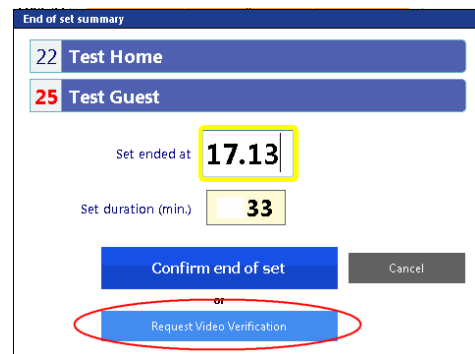 End of set summary
22 Test Home
25 Test Guest
Set ended at 17.13
Set duration (min.) 33
Confirm end of set
Cancel
or
Request Video Verification